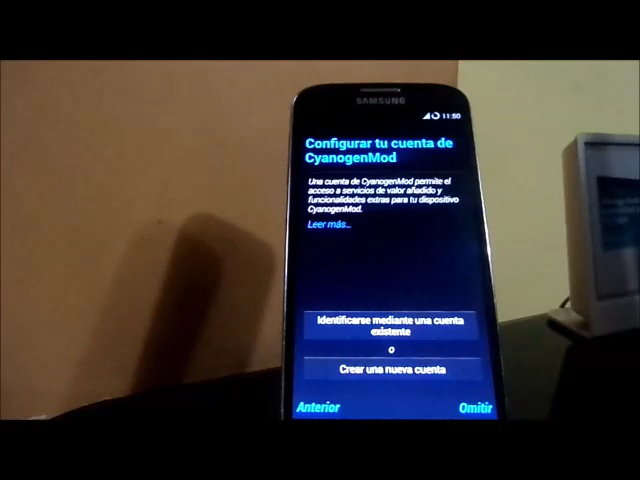 SAMSUNG
11:50
Configurar tu cuenta de
CyanogenMod
Una cuenta de CyanogenMod permite el
acceso a servicios de valor añadido y
funcionalidades extras para tu dispositivo
CyanogenMod.
Leer más...
Identificarse mediante una cuenta
existente
o
Crear una nueva cuenta
Anterior
Omitir